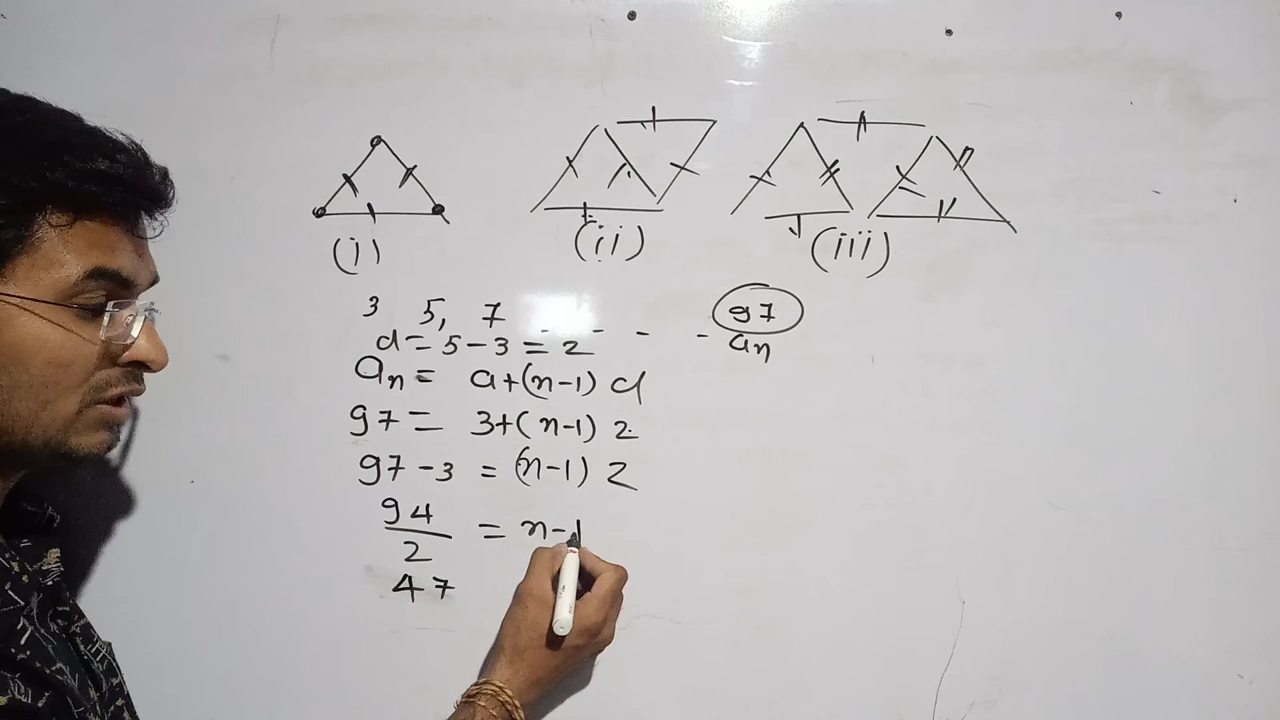 (i) (ii) (iii)
3 5, 7 - - - - 97
d = 5 - 3 = 2 an
an = a + (n - 1) d
97 = 3 + (n - 1) 2
97 - 3 = (n - 1) 2
94/2 = n - 1
47